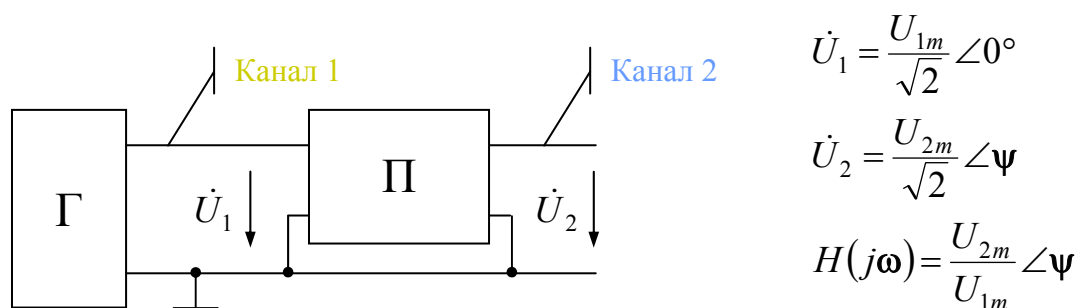 Канал 1
Канал 2
Г
П
U̇₁
U̇₂
U̇₁ = U₁ₘ/√2 ∠0°
U̇₂ = U₂ₘ/√2 ∠ψ
H(jω) = U₂ₘ/U₁ₘ ∠ψ